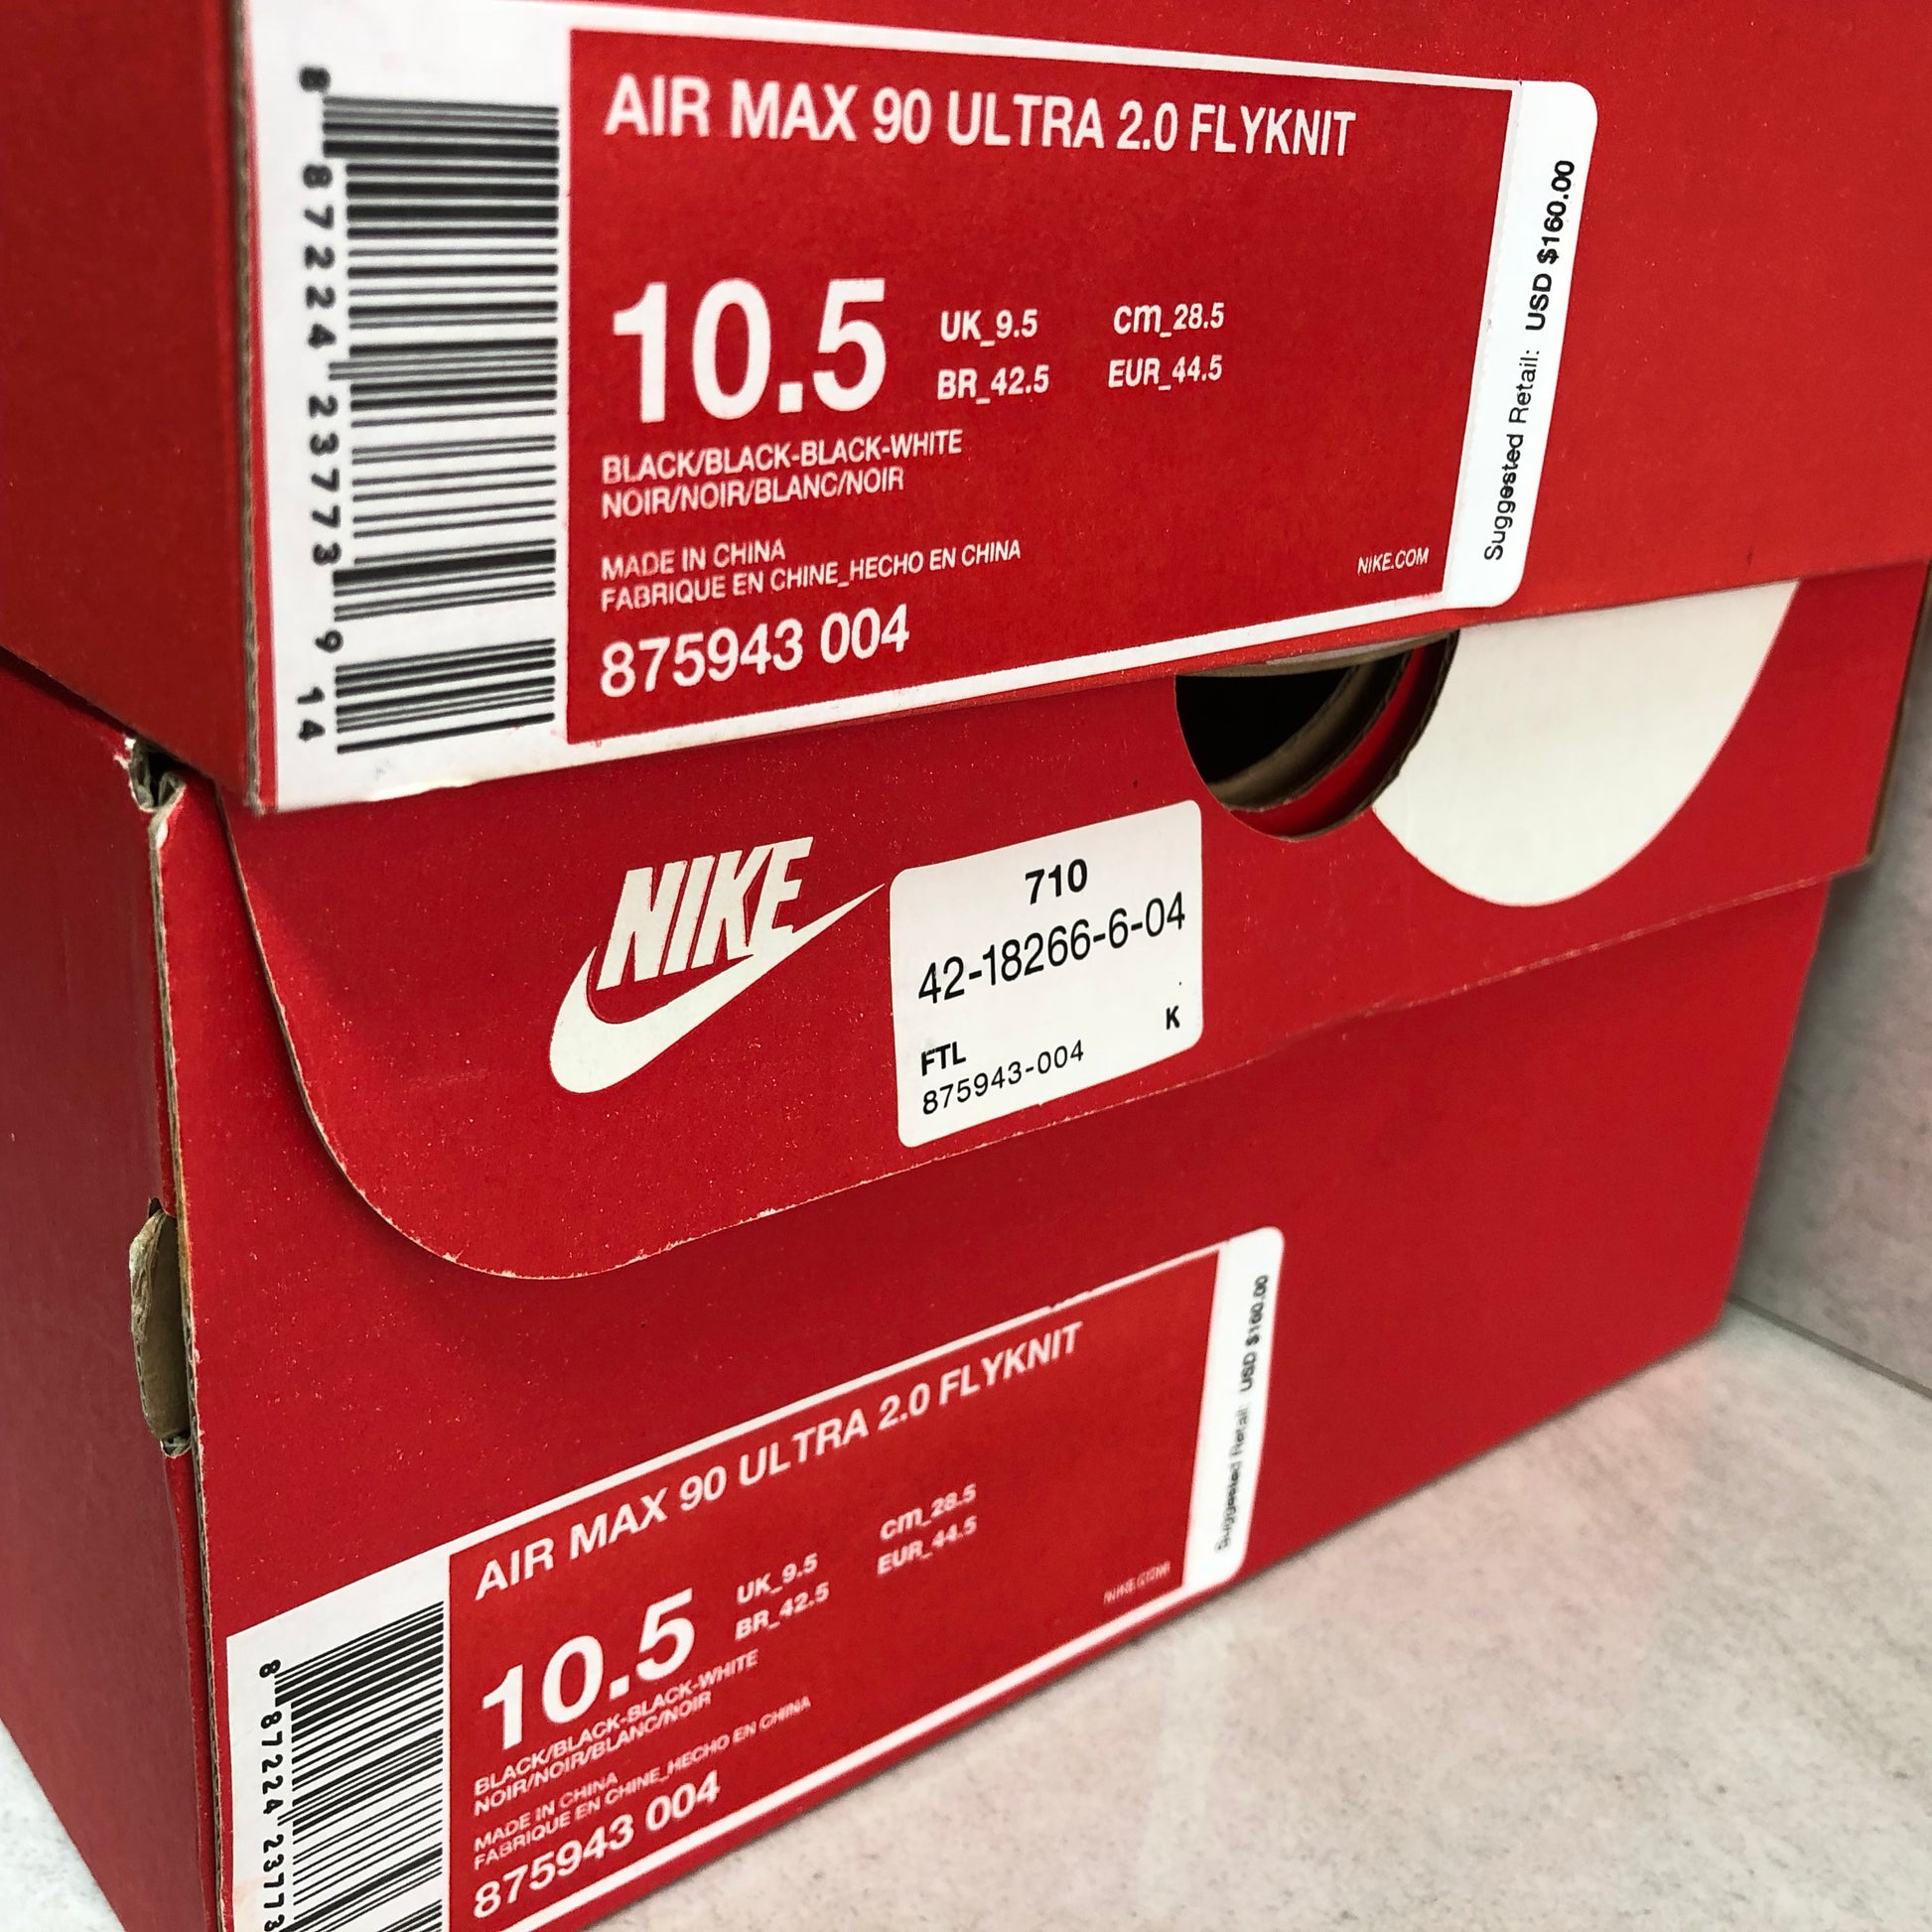 AIR MAX 90 ULTRA 2.0 FLYKNIT
10.5
UK_9.5 cm_28.5
BR_42.5 EUR_44.5
BLACK/BLACK-BLACK-WHITE
NOIR/NOIR/BLANC/NOIR
MADE IN CHINA
FABRIQUE EN CHINE_HECHO EN CHINA
NIKE.COM
875943 004
8 87224 23773 9 14
Suggested Retail: USD $160.00
NIKE
710
42-18266-6-04
K
FTL
875943-004
AIR MAX 90 ULTRA 2.0 FLYKNIT
10.5
UK_9.5 cm_28.5
BR_42.5 EUR_44.5
BLACK/BLACK-BLACK-WHITE
NOIR/NOIR/BLANC/NOIR
MADE IN CHINA
FABRIQUE EN CHINE_HECHO EN CHINA
NIKE.COM
875943 004
8 87224 23773
Suggested Retail: USD $160.00